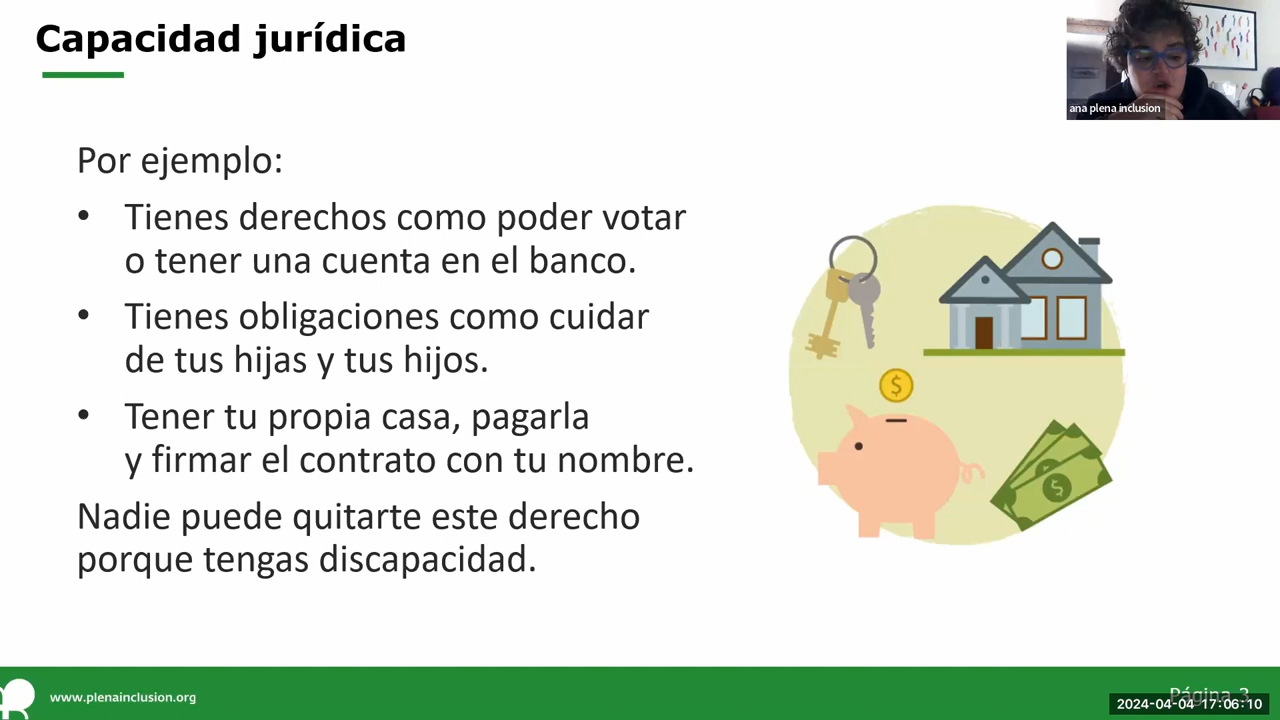 Capacidad jurídica
ana plena inclusion
Por ejemplo:
• Tienes derechos como poder votar
o tener una cuenta en el banco.
• Tienes obligaciones como cuidar
de tus hijas y tus hijos.
• Tener tu propia casa, pagarla
y firmar el contrato con tu nombre.
Nadie puede quitarte este derecho
porque tengas discapacidad.
$
$
www.plenainclusion.org
Página 3
2024-04-04 17:06:10